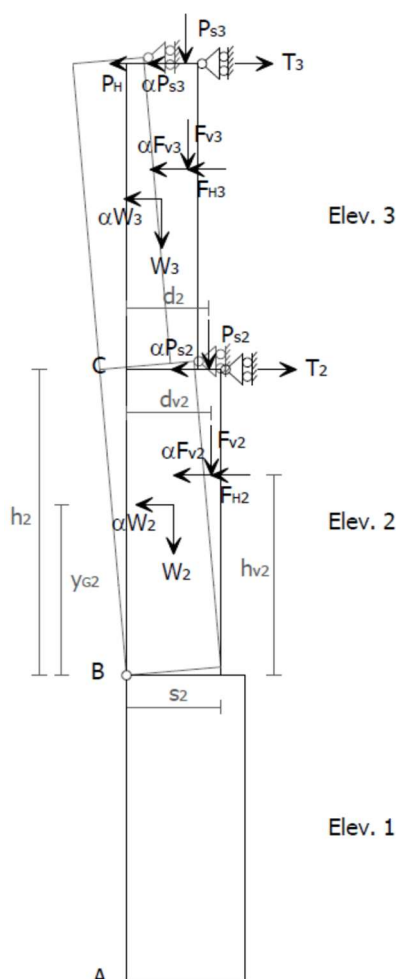 Ps3
PH αPs3 T3
αFv3 Fv3
FH3
αW3 Elev. 3
W3
d2
Ps2
αPs2
C T2
dv2
αFv2 Fv2
FH2
h2 αW2 Elev. 2
W2
yG2 hv2
B
s2
Elev. 1
A